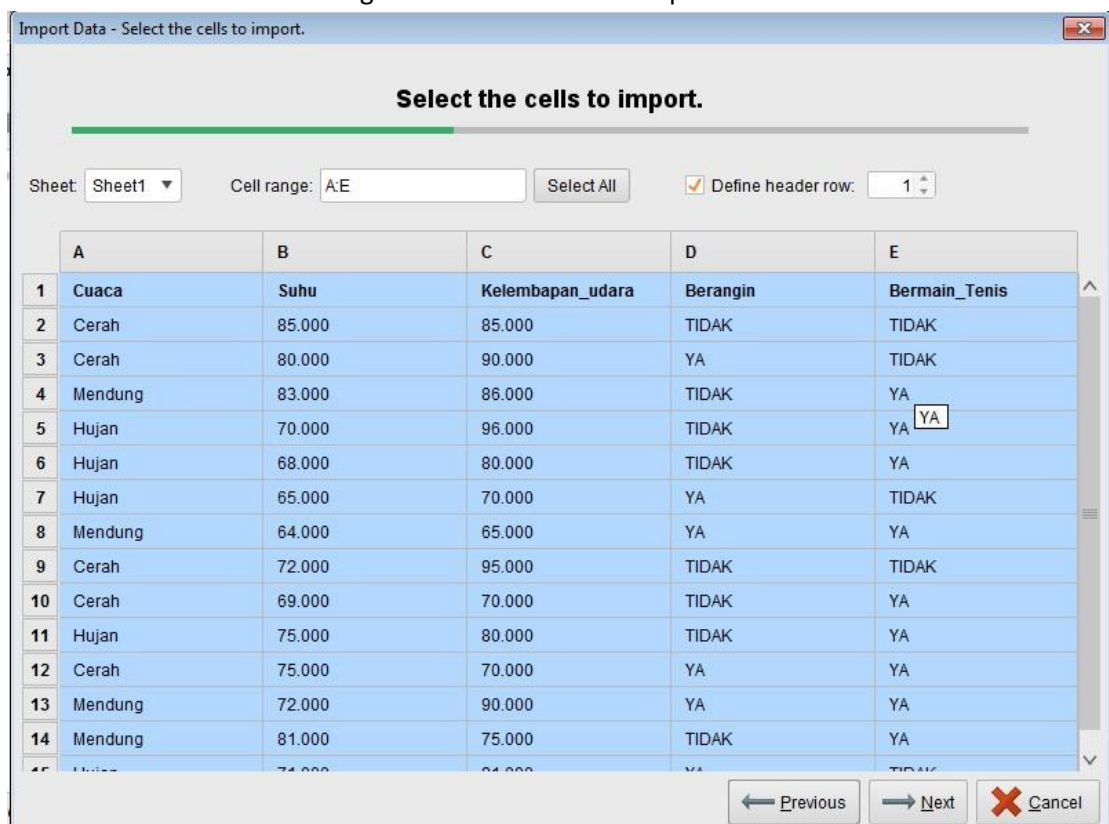 Import Data - Select the cells to import.
Select the cells to import.
Sheet: Sheet1 Cell range: A:E Select All Define header row: 1
A B C D E
1 Cuaca Suhu Kelembapan_udara Berangin Bermain_Tenis
2 Cerah 85.000 85.000 TIDAK TIDAK
3 Cerah 80.000 90.000 YA TIDAK
4 Mendung 83.000 86.000 TIDAK YA
YA
5 Hujan 70.000 96.000 TIDAK YA
6 Hujan 68.000 80.000 TIDAK YA
7 Hujan 65.000 70.000 YA TIDAK
8 Mendung 64.000 65.000 YA YA
9 Cerah 72.000 95.000 TIDAK TIDAK
10 Cerah 69.000 70.000 TIDAK YA
11 Hujan 75.000 80.000 TIDAK YA
12 Cerah 75.000 70.000 YA YA
13 Mendung 72.000 90.000 YA YA
14 Mendung 81.000 75.000 TIDAK YA
Previous Next Cancel